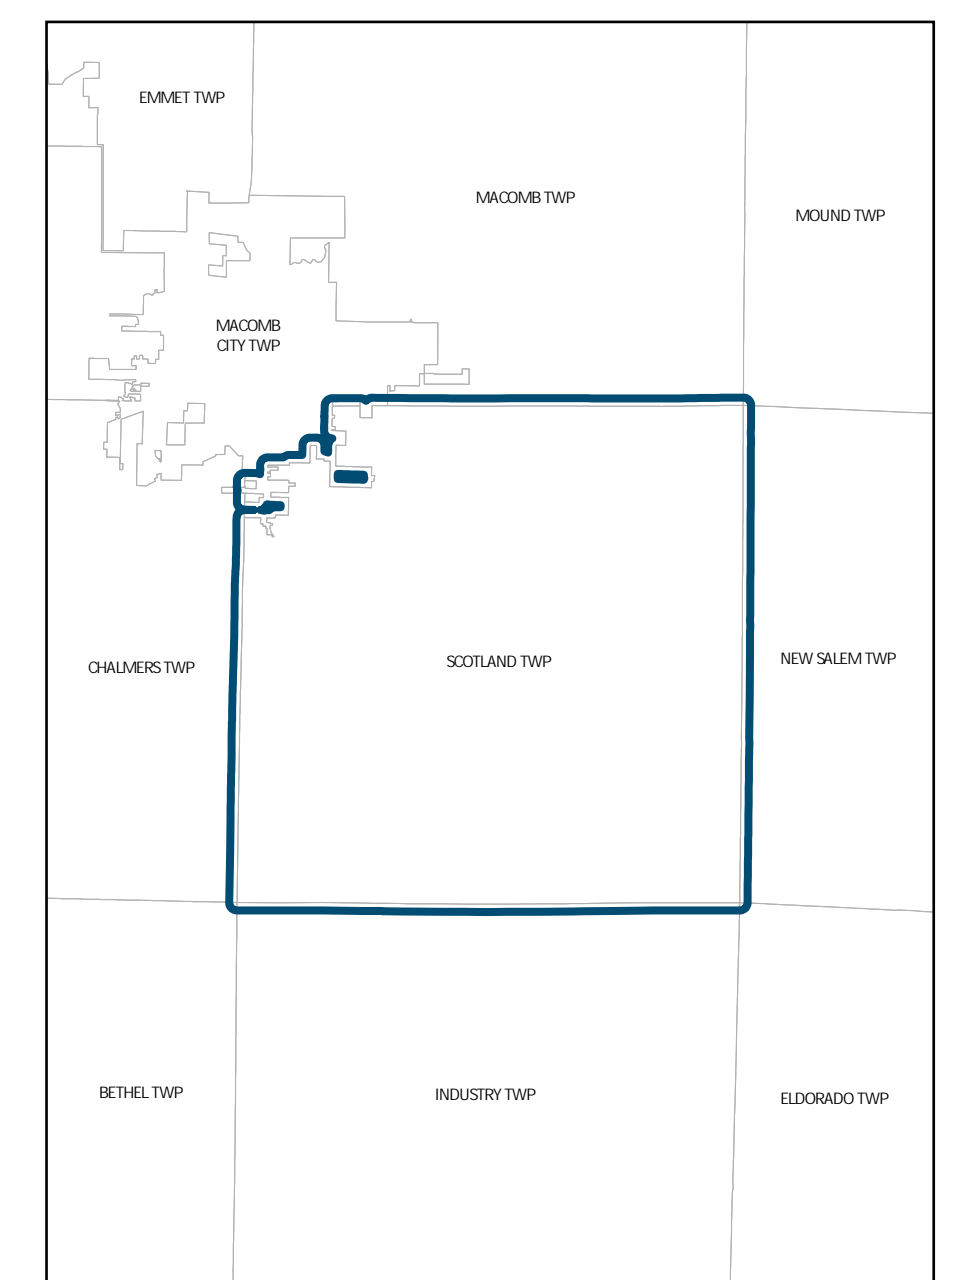 EMMET TWP
MACOMB TWP
MOUND TWP
MACOMB
CITY TWP
CHALMERS TWP
SCOTLAND TWP
NEW SALEM TWP
BETHEL TWP
INDUSTRY TWP
ELDORADO TWP